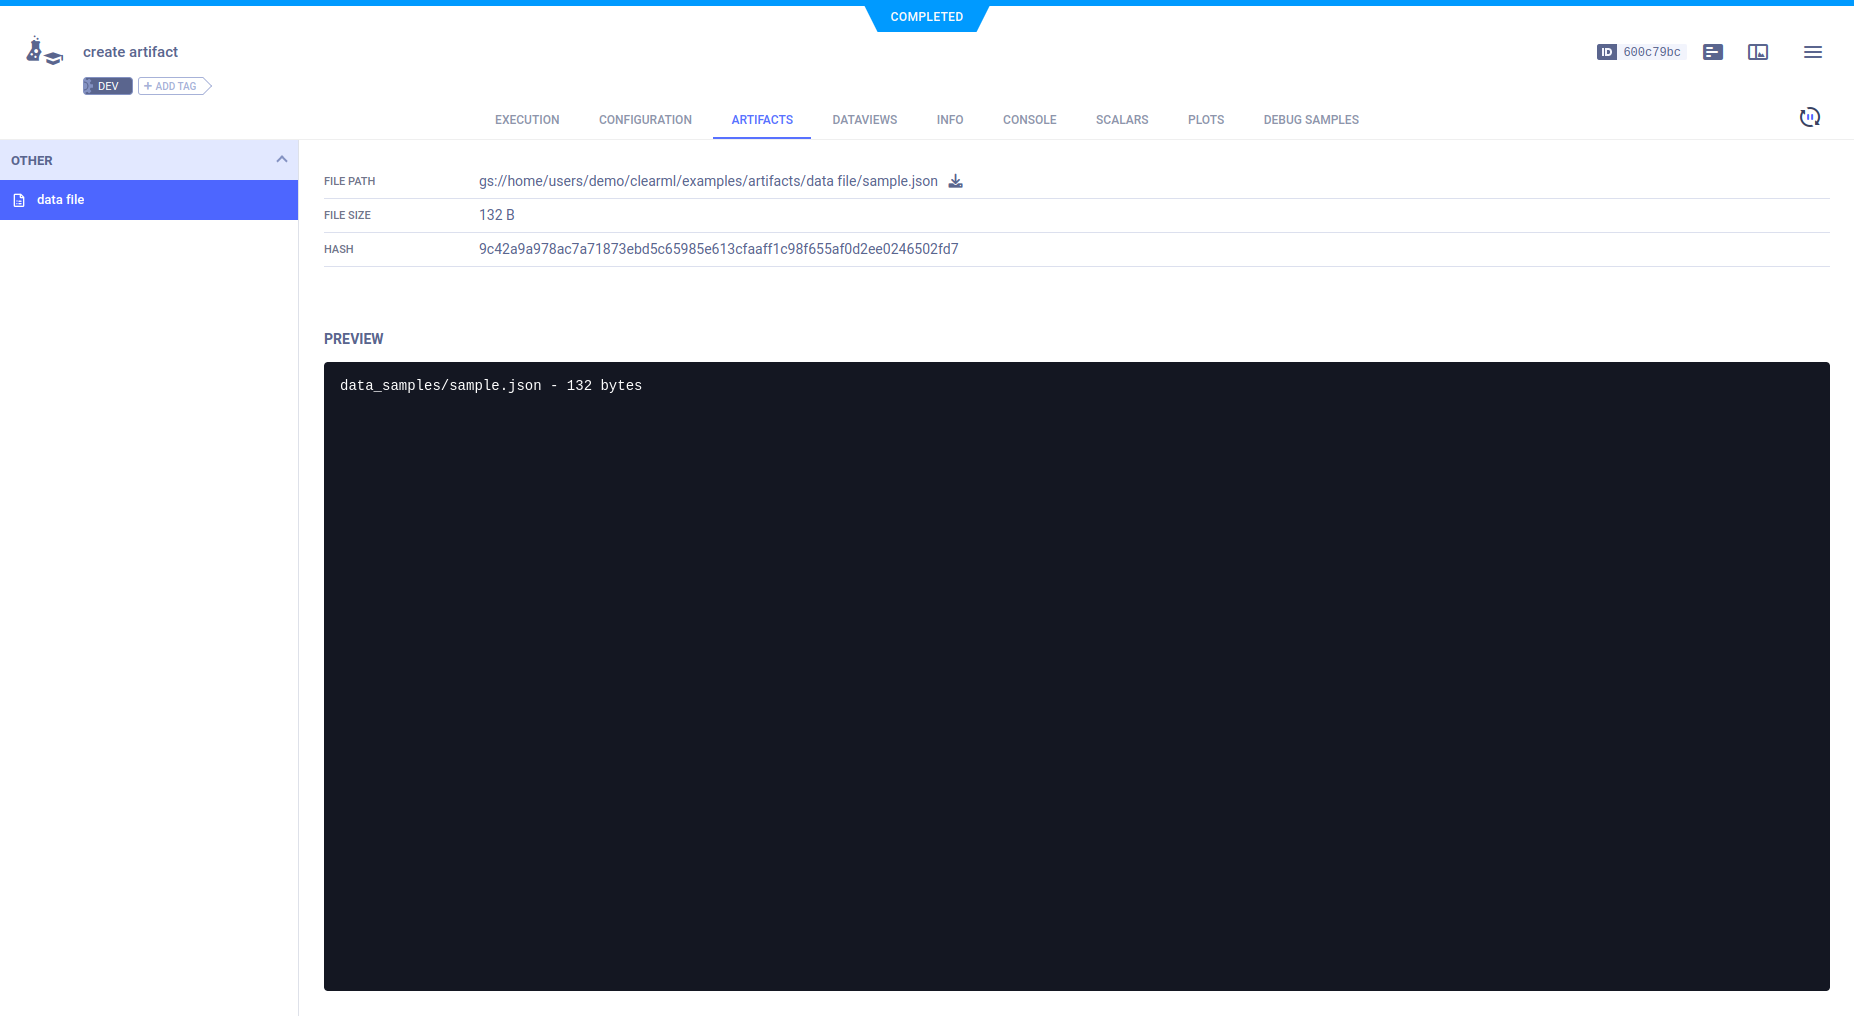 COMPLETED
create artifact
ID 600c79bc
DEV + ADD TAG
EXECUTION CONFIGURATION ARTIFACTS DATAVIEWS INFO CONSOLE SCALARS PLOTS DEBUG SAMPLES
OTHER
data file
FILE PATH gs://home/users/demo/clearml/examples/artifacts/data file/sample.json
FILE SIZE 132 B
HASH 9c42a9a978ac7a71873ebd5c65985e613cfaaff1c98f655af0d2ee0246502fd7
PREVIEW
data_samples/sample.json - 132 bytes